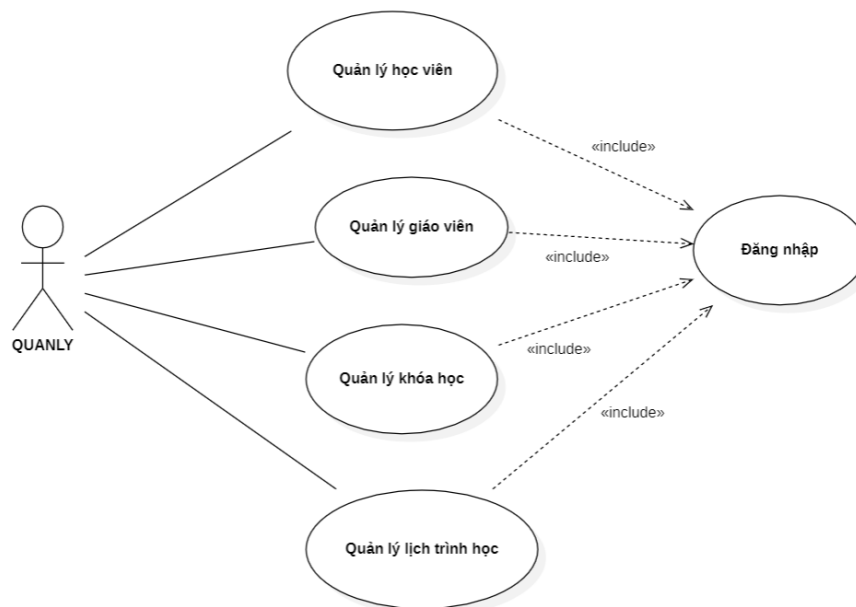 Quản lý học viên
«include»
Quản lý giáo viên
Đăng nhập
«include»
QUANLY
«include»
Quản lý khóa học
«include»
Quản lý lịch trình học